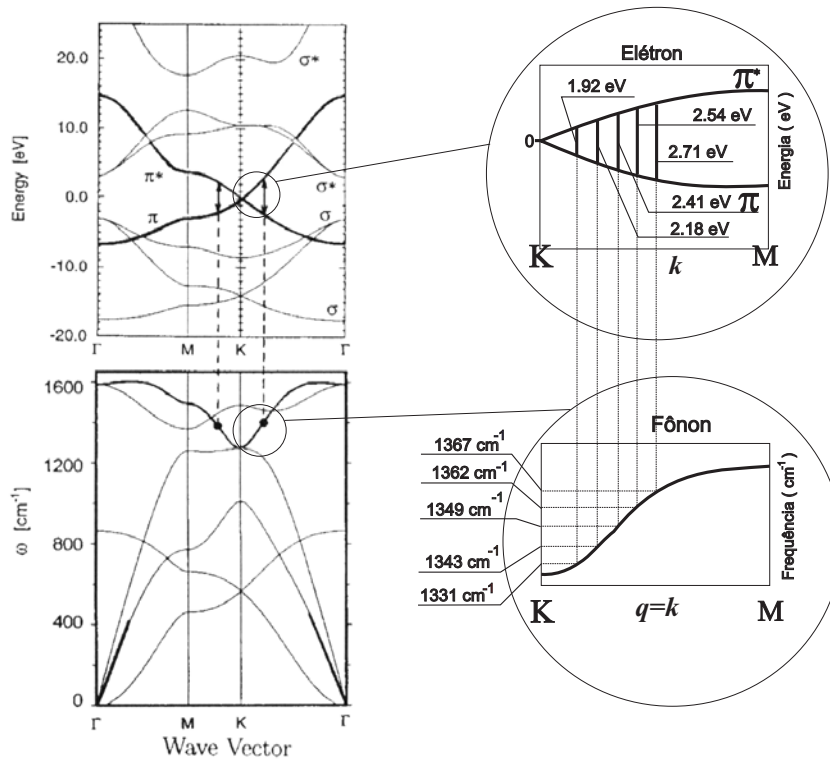 20.0
10.0
0.0
-10.0
-20.0
Energy [eV]
σ*
π*
σ*
π
σ
σ
Γ
M
K
Γ
1600
1200
800
400
0
ω [cm⁻¹]
Γ
M
K
Γ
Wave Vector
Elétron
1.92 eV
π*
2.54 eV
0
2.71 eV
2.41 eV
π
2.18 eV
Energia ( eV)
K
k
M
Fônon
1367 cm⁻¹
1362 cm⁻¹
1349 cm⁻¹
1343 cm⁻¹
1331 cm⁻¹
Frequência ( cm⁻¹)
K
q=k
M